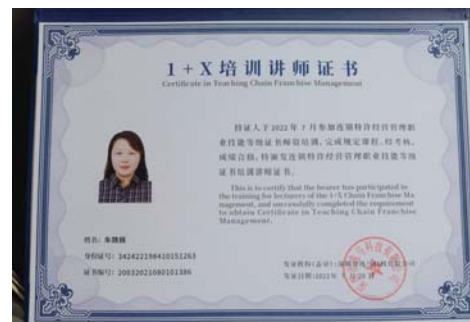 1+X培训讲师证书
Certificate in Teaching Chain Franchise Management
持证人于2022年7月参加连锁特许经营管理职
业技能等级证书师资培训,完成规定课程,经考核,
成绩合格,特颁发连锁特许经营管理职业技能等级
证书培训讲师证书。
This is to certify that the bearer has participated in
the training for lecturers of the 1+X Chain Franchise Ma
nagement, and successfully completed the requirement
to obtain Certificate in Teaching Chain Franchise
Management.
姓名:
身份证号: 342422198410151263
证书编号: 20032021080101386
发证机构(盖章):
发证日期:2022年